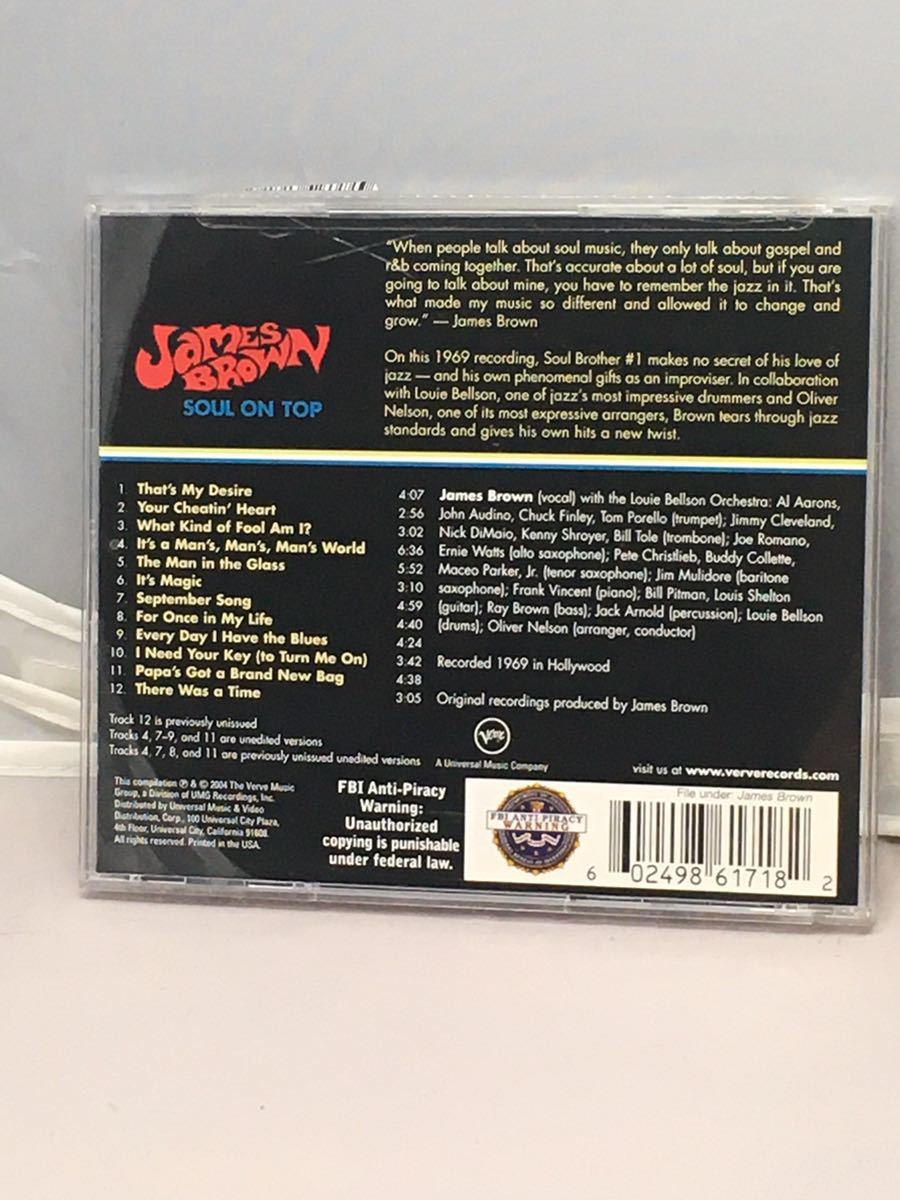 "When people talk about soul music, they only talk about gospel and
r&b coming together. That's accurate about a lot of soul, but if you are
going to talk about mine, you have to remember the jazz in it. That's
what made my music so different and allowed it to change and
grow." — James Brown
JAMES
BROWN
SOUL ON TOP
On this 1969 recording, Soul Brother #1 makes no secret of his love of
jazz — and his own phenomenal gifts as an improviser. In collaboration
with Louie Bellson, one of jazz's most impressive drummers and Oliver
Nelson, one of its most expressive arrangers, Brown tears through jazz
standards and gives his own hits a new twist.
1. That's My Desire 4:07
2. Your Cheatin' Heart 2:56
3. What Kind of Fool Am I? 3:02
4. It's a Man's, Man's, Man's World 6:36
5. The Man in the Glass 5:52
6. It's Magic 3:10
7. September Song 4:59
8. For Once in My Life 4:40
9. Every Day I Have the Blues 4:24
10. I Need Your Key (to Turn Me On) 3:42
11. Papa's Got a Brand New Bag 4:38
12. There Was a Time 3:05
James Brown (vocal) with the Louie Bellson Orchestra: Al Aarons,
John Audino, Chuck Finley, Tom Porello (trumpet); Jimmy Cleveland,
Nick DiMaio, Kenny Shroyer, Bill Tole (trombone); Joe Romano,
Ernie Watts (alto saxophone); Pete Christlieb, Buddy Collette,
Maceo Parker, Jr. (tenor saxophone); Jim Mulidore (baritone
saxophone); Frank Vincent (piano); Bill Pitman, Louis Shelton
(guitar); Ray Brown (bass); Jack Arnold (percussion); Louie Bellson
(drums); Oliver Nelson (arranger, conductor)
Recorded 1969 in Hollywood
Original recordings produced by James Brown
Track 12 is previously unissued
Tracks 4, 7–9, and 11 are unedited versions
Tracks 4, 7, 8, and 11 are previously unissued unedited versions
Verve
A Universal Music Company
visit us at www.ververecords.com
This compilation ℗ & © 2004 The Verve Music
Group, a Division of UMG Recordings, Inc.
Distributed by Universal Music & Video
Distribution, Corp., 100 Universal City Plaza,
4th Floor, Universal City, California 91608.
All rights reserved. Printed in the USA.
FBI Anti-Piracy
Warning:
Unauthorized
copying is punishable
under federal law.
FBI ANTI-PIRACY
WARNING
File under: James Brown
6 02498 61718 2